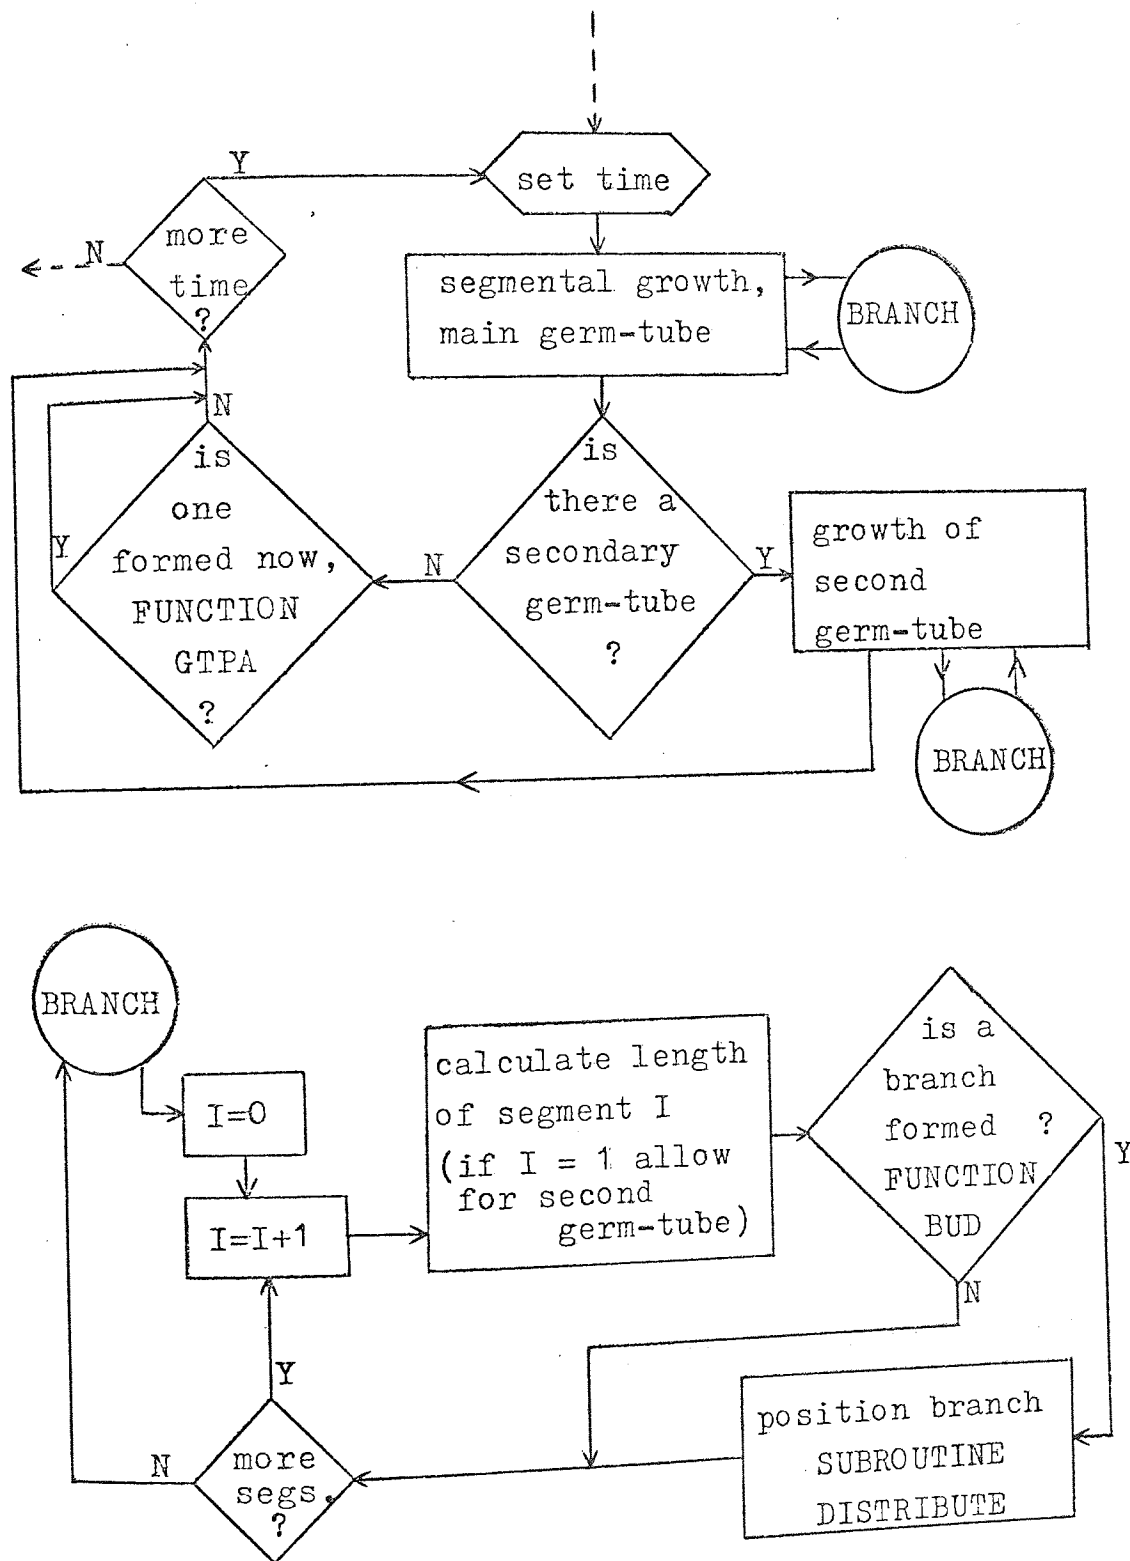 Y
set time
more
time
?
N
segmental growth,
main germ-tube
BRANCH
N
is
one
formed now,
FUNCTION
GTPA
?
Y
N
is
there a
secondary
germ-tube
?
Y
growth of
second
germ-tube
BRANCH
BRANCH
I=0
I=I+1
calculate length
of segment I
(if I = 1 allow
for second
germ-tube)
is a
branch
formed ?
FUNCTION
BUD
Y
N
position branch
SUBROUTINE
DISTRIBUTE
Y
N
more
segs.
?